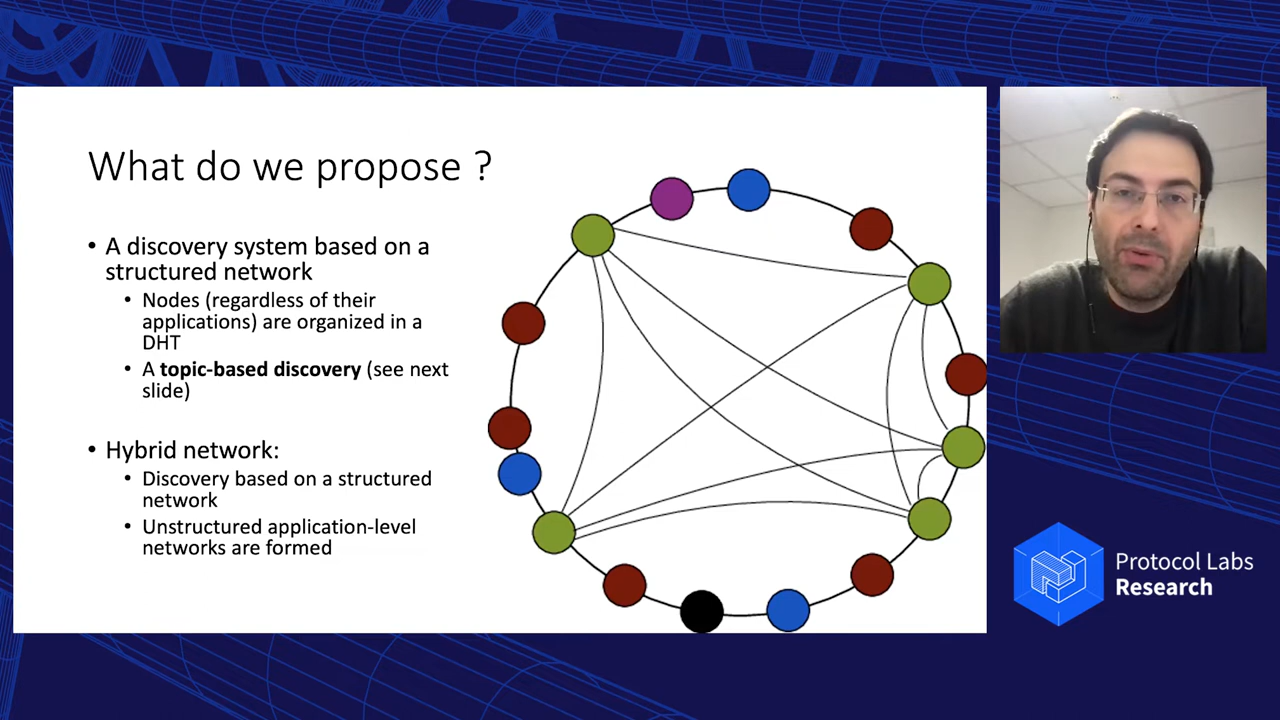 What do we propose ?
• A discovery system based on a
structured network
• Nodes (regardless of their
applications) are organized in a
DHT
• A topic-based discovery (see next
slide)
• Hybrid network:
• Discovery based on a structured
network
• Unstructured application-level
networks are formed
Protocol Labs
Research